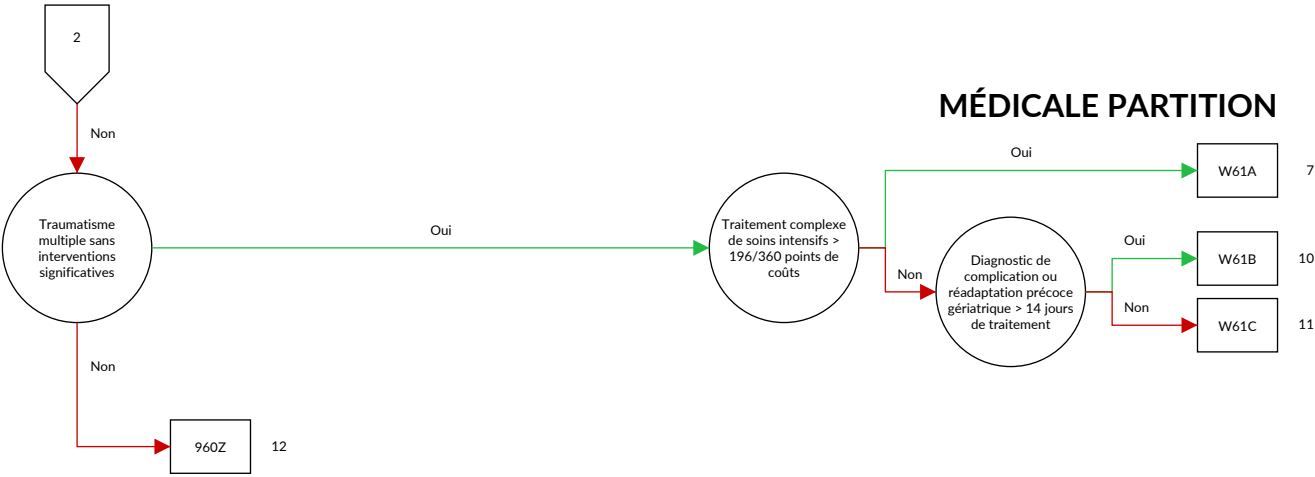 2
Non
MÉDICALE PARTITION
Oui
W61A
7
Traumatisme
multiple sans
interventions
significatives
Oui
Traitement complexe
de soins intensifs >
196/360 points de
coûts
Non
Diagnostic de
complication ou
réadaptation précoce
gériatrique > 14 jours
de traitement
Oui
W61B
10
Non
W61C
11
Non
960Z
12